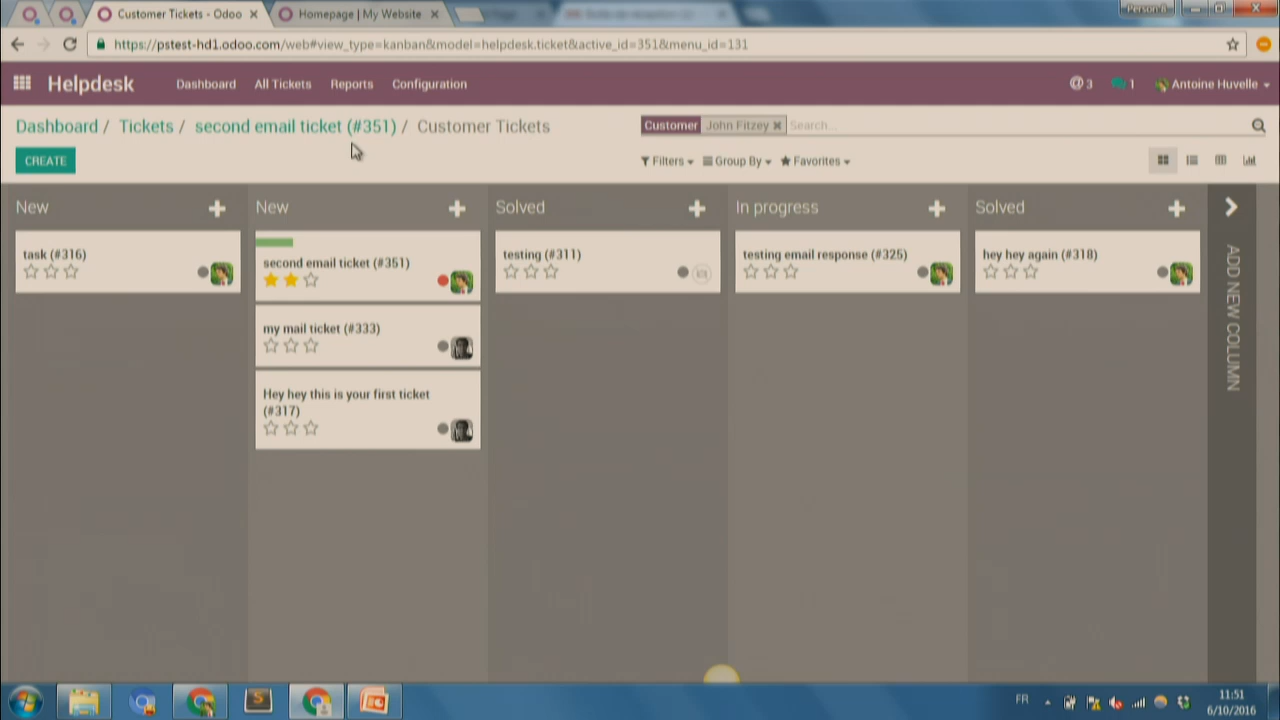 Customer Tickets - Odoo
Homepage | My Website
Person 8
https://pstest-hd1.odoo.com/web#view_type=kanban&model=helpdesk.ticket&active_id=351&menu_id=131
Helpdesk
Dashboard
All Tickets
Reports
Configuration
@3
1
Antoine Huvelle
Dashboard / Tickets / second email ticket (#351) / Customer Tickets
Customer John Fitzey
Search...
CREATE
Filters
Group By
Favorites
New
New
Solved
In progress
Solved
task (#316)
second email ticket (#351)
my mail ticket (#333)
Hey hey this is your first ticket
(#317)
testing (#311)
testing email response (#325)
hey hey again (#318)
ADD NEW COLUMN
FR
11:51
6/10/2016